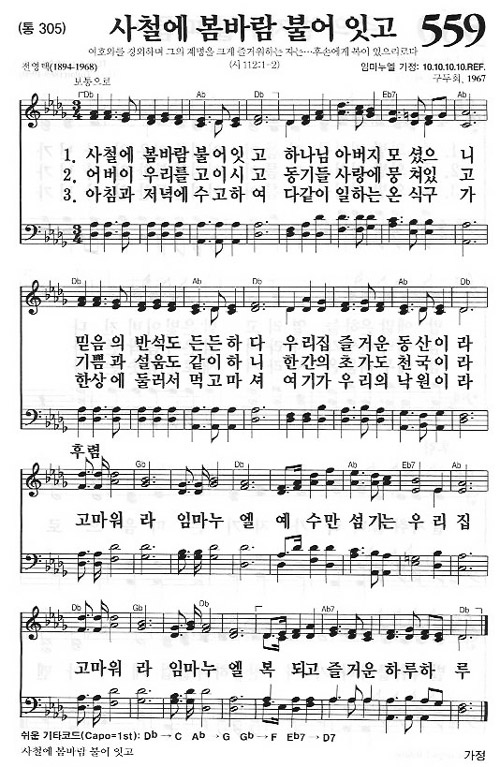 (통 305)
사철에 봄바람 불어 잇고
559
여호와를 경외하며 그의 계명을 크게 즐거워하는 자는…후손에게 복이 있으리로다
(시 112:1-2)
전영택(1894-1968)
임마누엘 가정: 10.10.10.10.REF.
구두회, 1967
보통으로
Db Ab Db Ab Eb7 Ab
1. 사철에 봄바람 불어잇 고 하나님 아버지 모 셨으 니
2. 어버이 우리를 고이시 고 동기들 사랑에 뭉 쳐있 고
3. 아침과 저녁에 수고하 여 다같이 일하는 온 식구 가
Db Ab Db Ab Db
믿음의 반석도 든든하 다 우리집 즐 거운 동산이 라
기쁨과 설움도 같이하 니 한간의 초가도 천국이 라
한상에 둘러서 먹고마 셔 여기가 우리의 낙원이 라
후렴
Gb Db Ab Eb7 Ab
고마워 라 임마누 엘 예 수만 섬기는 우 리 집
Db Gb Db Ab7 Db
고마워 라 임마누 엘 복 되고 즐거운 하루하 루
쉬운 기타코드(Capo=1st): Db → C Ab → G Gb → F Eb7 → D7
사철에 봄바람 불어 잇고
가정